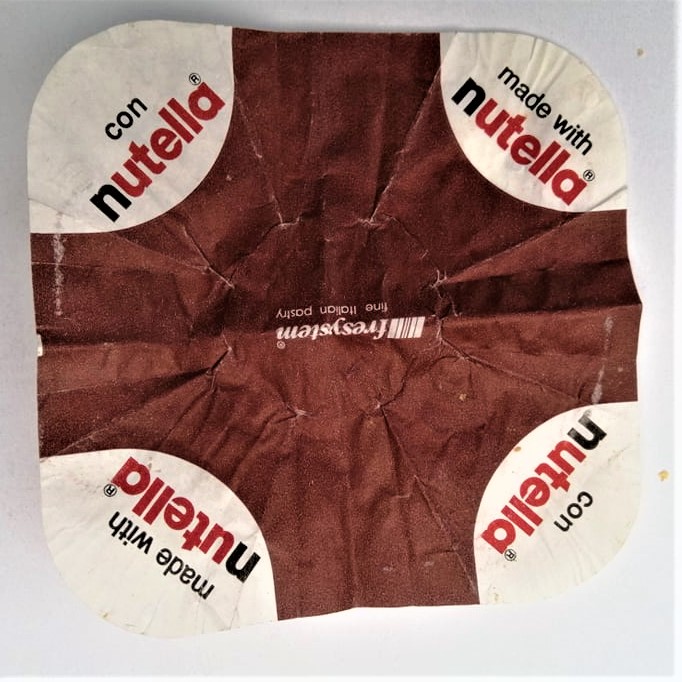 con
nutella®
made with
nutella®
fresystem®
fine Italian pastry
made with
nutella®
con
nutella®